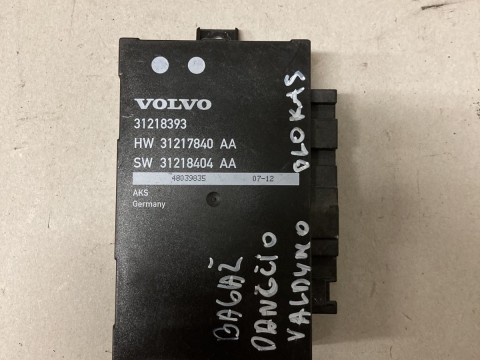 VOLVO
31218393
HW 31217840 AA
SW 31218404 AA
48039835 07-12
AKS
Germany
BAGAŽ
DANGČIO
VALDYMO
BLOKAS